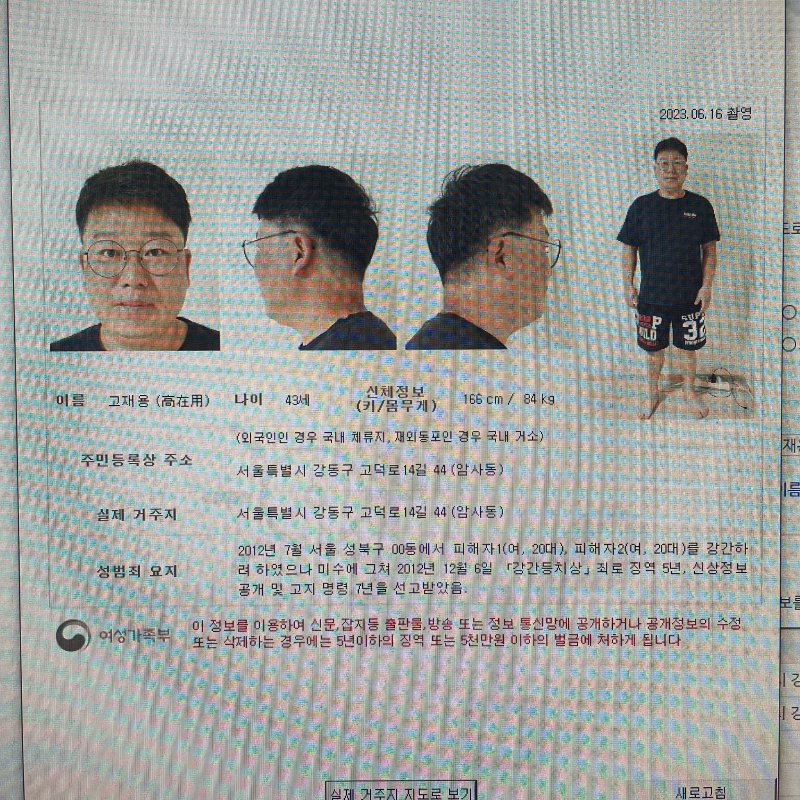 2023.06.16 촬영
이름 고재용 (高在用) 나이 43세 신체정보 (키/몸무게) 166 cm / 84 kg
(외국인인 경우 국내 체류지, 재외동포인 경우 국내 거소)
주민등록상 주소
서울특별시 강동구 고덕로14길 44 (암사동)
실제 거주지 서울특별시 강동구 고덕로14길 44 (암사동)
2012년 7월 서울 성북구 00동에서 피해자1(여, 20대), 피해자2(여, 20대)를 강간하
성범죄 요지 려 하였으나 미수에 그쳐 2012년 12월 6일 「강간등치상」죄로 징역 5년, 신상정보
공개 및 고지 명령 7년을 선고받았음.
여성가족부
이 정보를 이용하여 신문,잡지등 출판물,방송 또는 정보 통신망에 공개하거나 공개정보의 수정
또는 삭제하는 경우에는 5년이하의 징역 또는 5천만원 이하의 벌금에 처하게 됩니다.
실제 거주지 지도로 보기
새로고침